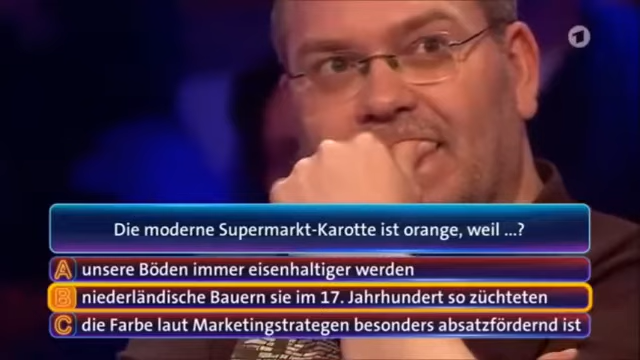 Die moderne Supermarkt-Karotte ist orange, weil ...?
A unsere Böden immer eisenhaltiger werden
B niederländische Bauern sie im 17. Jahrhundert so züchteten
C die Farbe laut Marketingstrategen besonders absatzfördernd ist